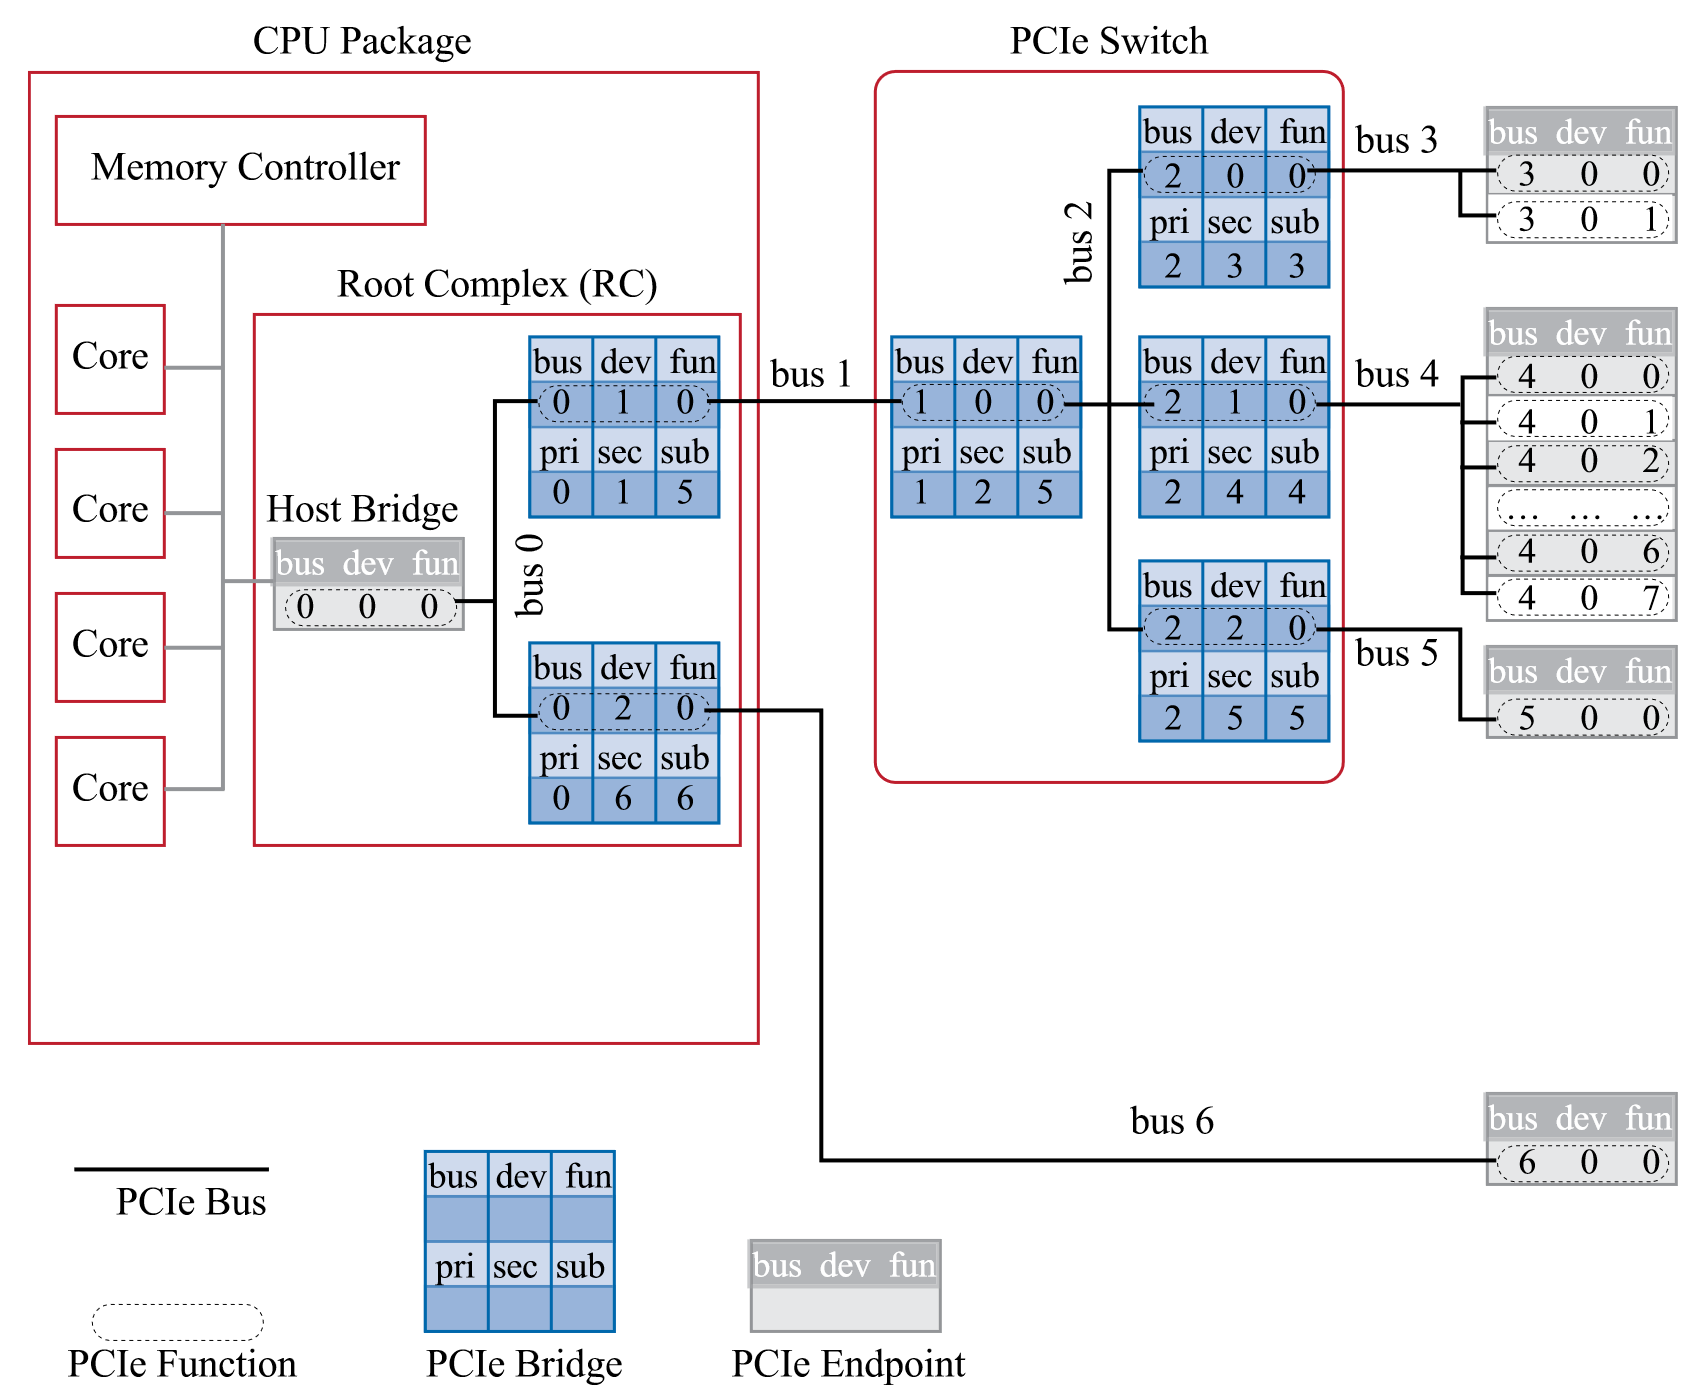 CPU Package
Memory Controller
Core
Core
Core
Core
Root Complex (RC)
Host Bridge
bus dev fun
0 0 0
bus 0
bus dev fun
0 1 0
pri sec sub
0 1 5
bus dev fun
0 2 0
pri sec sub
0 6 6
bus 1
PCIe Switch
bus dev fun
1 0 0
pri sec sub
1 2 5
bus 2
bus dev fun
2 0 0
pri sec sub
2 3 3
bus dev fun
2 1 0
pri sec sub
2 4 4
bus dev fun
2 2 0
pri sec sub
2 5 5
bus 3
bus dev fun
3 0 0
3 0 1
bus 4
bus dev fun
4 0 0
4 0 1
4 0 2
... ... ...
4 0 6
4 0 7
bus 5
bus dev fun
5 0 0
bus 6
bus dev fun
6 0 0
PCIe Bus
PCIe Function
bus dev fun
pri sec sub
PCIe Bridge
bus dev fun
PCIe Endpoint